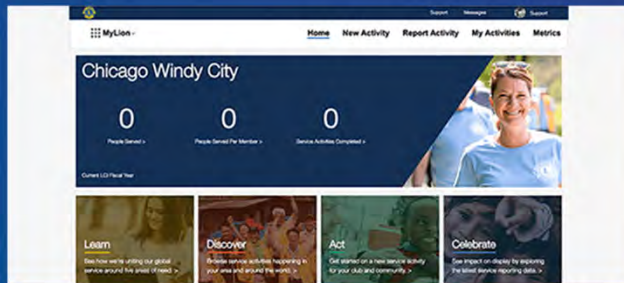 Support Messages Support
MyLion
Home New Activity Report Activity My Activities Metrics
Chicago Windy City
0 0 0
People Served > People Served Per Member > Service Activities Completed >
Current LCI Fiscal Year
Learn
See how we're uniting our global
service around five areas of need. >
Discover
Browse service activities happening in
your area and around the world. >
Act
Get started on a new service activity
for your club and community. >
Celebrate
See impact on display by exploring
the latest service reporting data. >